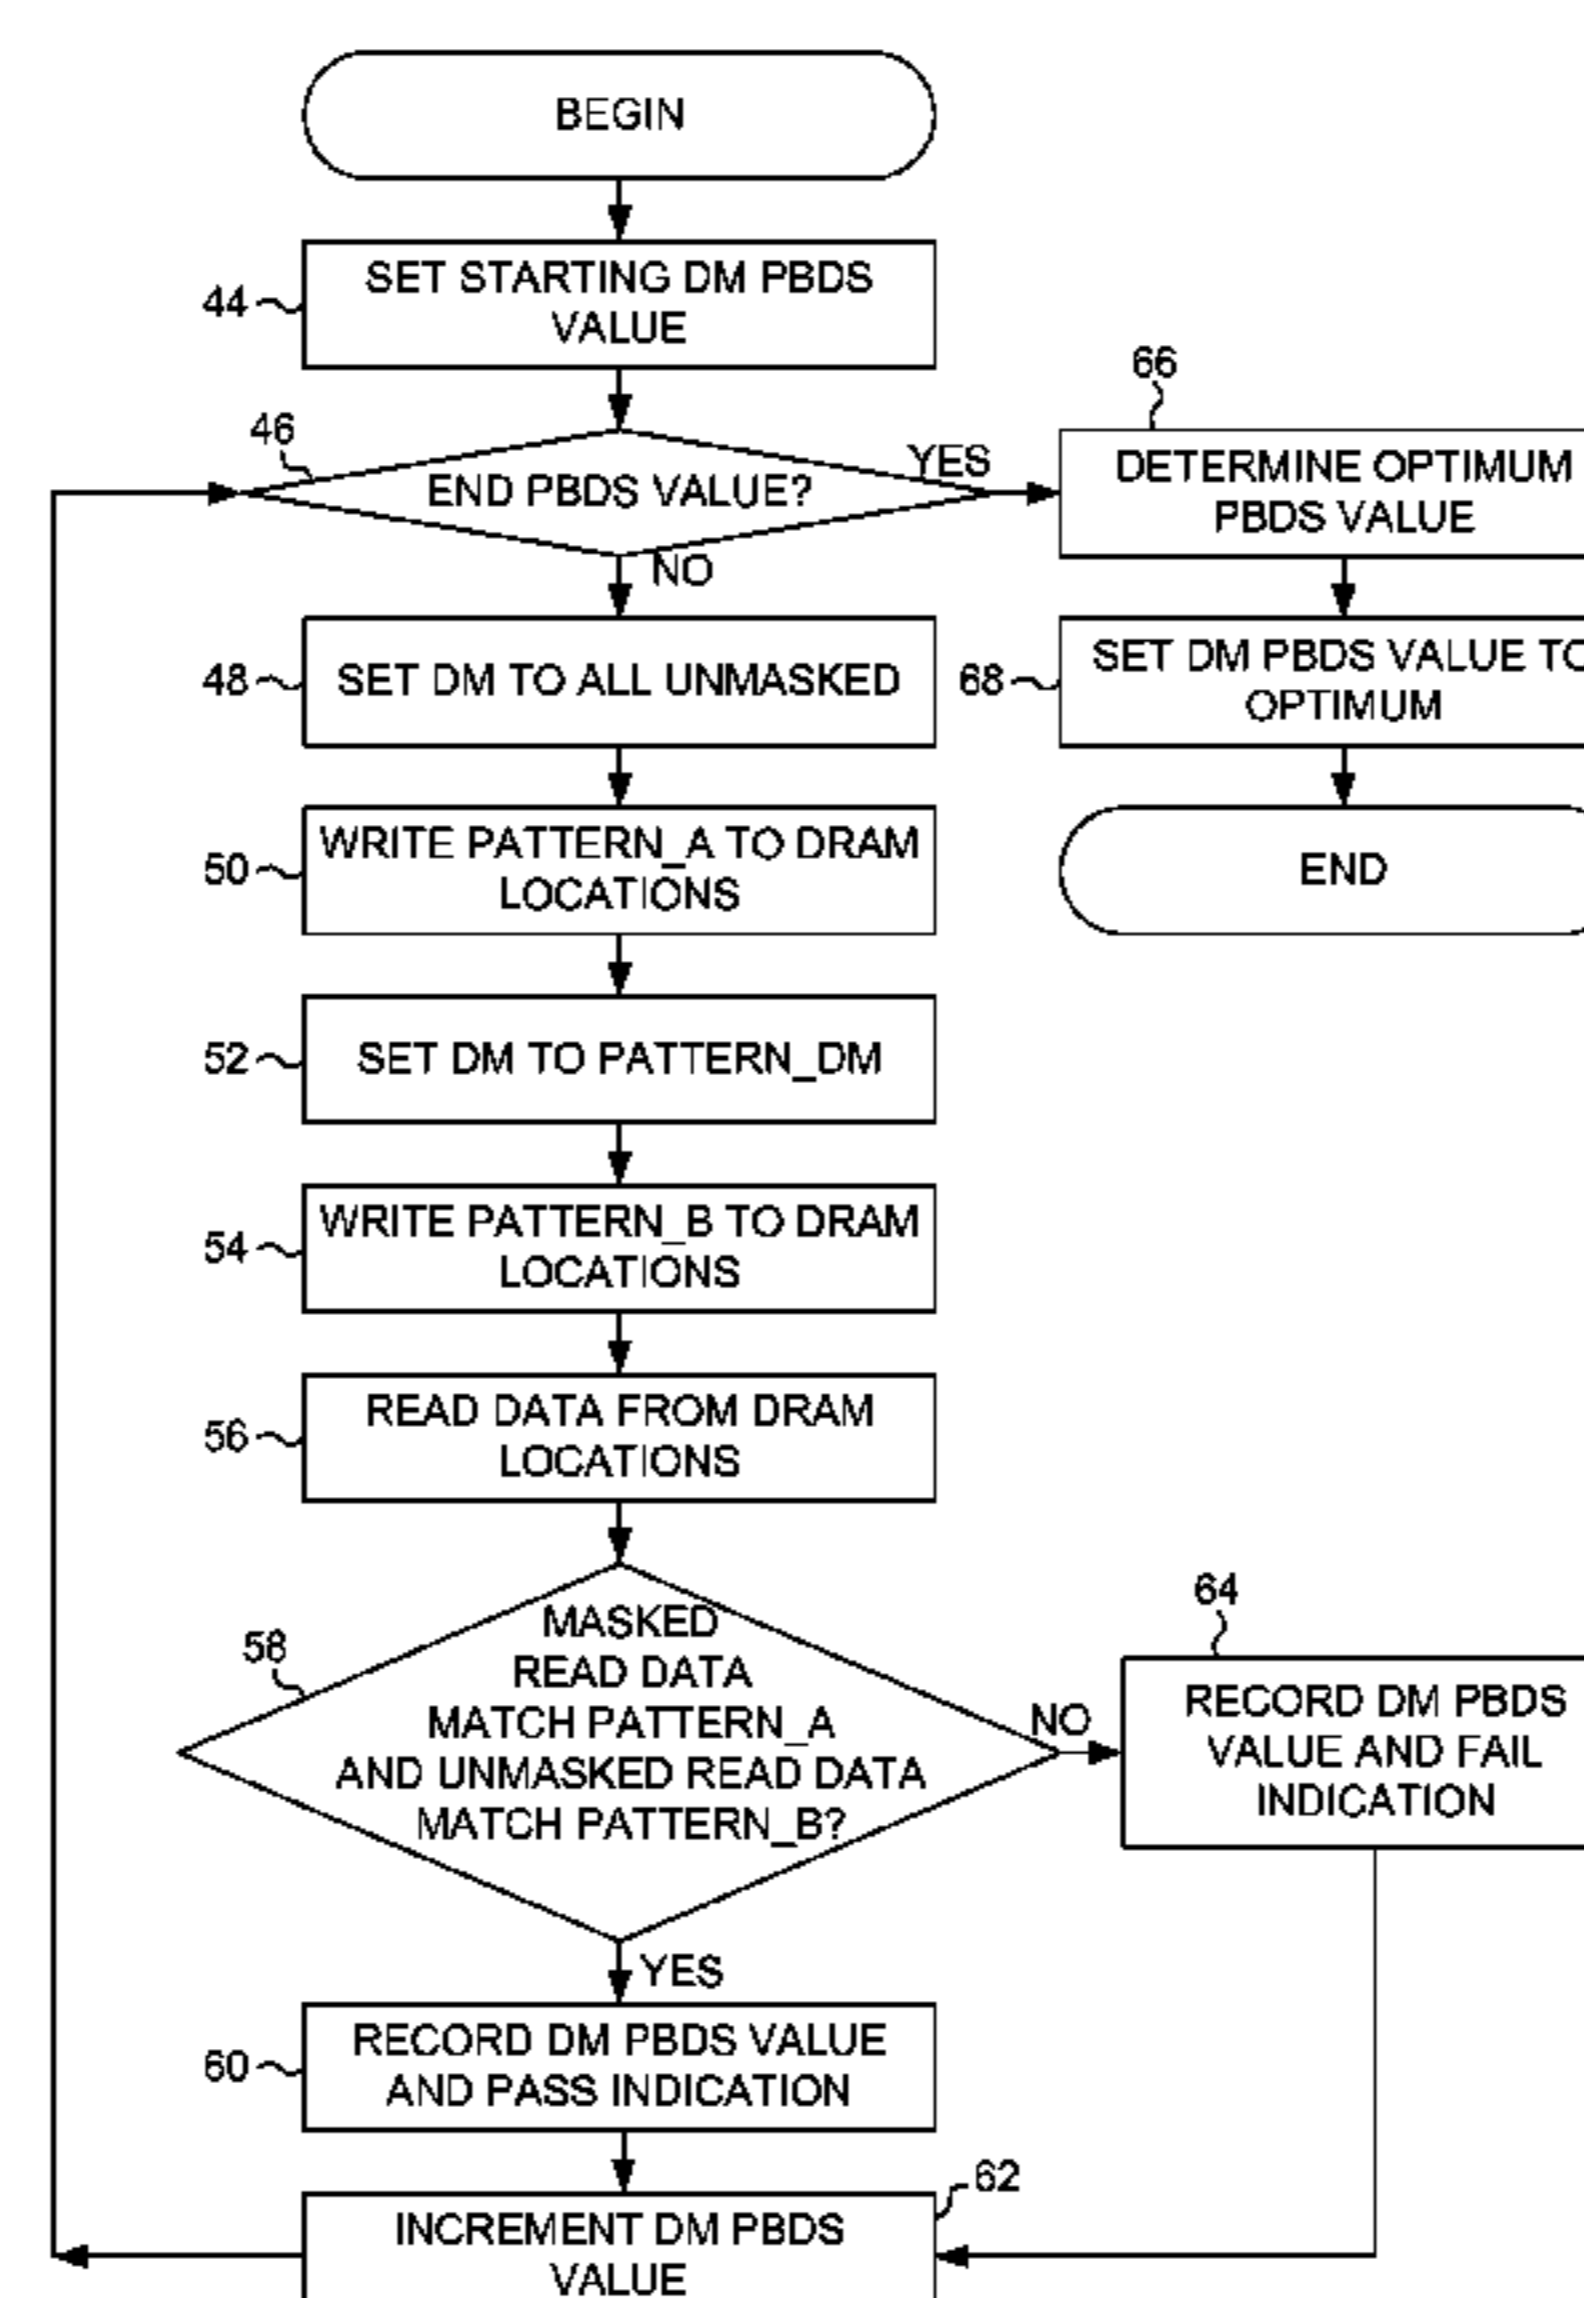 BEGIN
44
SET STARTING DM PBDS
VALUE
46
END PBDS VALUE?
YES
NO
66
DETERMINE OPTIMUM
PBDS VALUE
48
SET DM TO ALL UNMASKED
68
SET DM PBDS VALUE TO
OPTIMUM
50
WRITE PATTERN_A TO DRAM
LOCATIONS
END
52
SET DM TO PATTERN_DM
54
WRITE PATTERN_B TO DRAM
LOCATIONS
56
READ DATA FROM DRAM
LOCATIONS
58
MASKED
READ DATA
MATCH PATTERN_A
AND UNMASKED READ DATA
MATCH PATTERN_B?
NO
64
RECORD DM PBDS
VALUE AND FAIL
INDICATION
YES
60
RECORD DM PBDS VALUE
AND PASS INDICATION
62
INCREMENT DM PBDS
VALUE